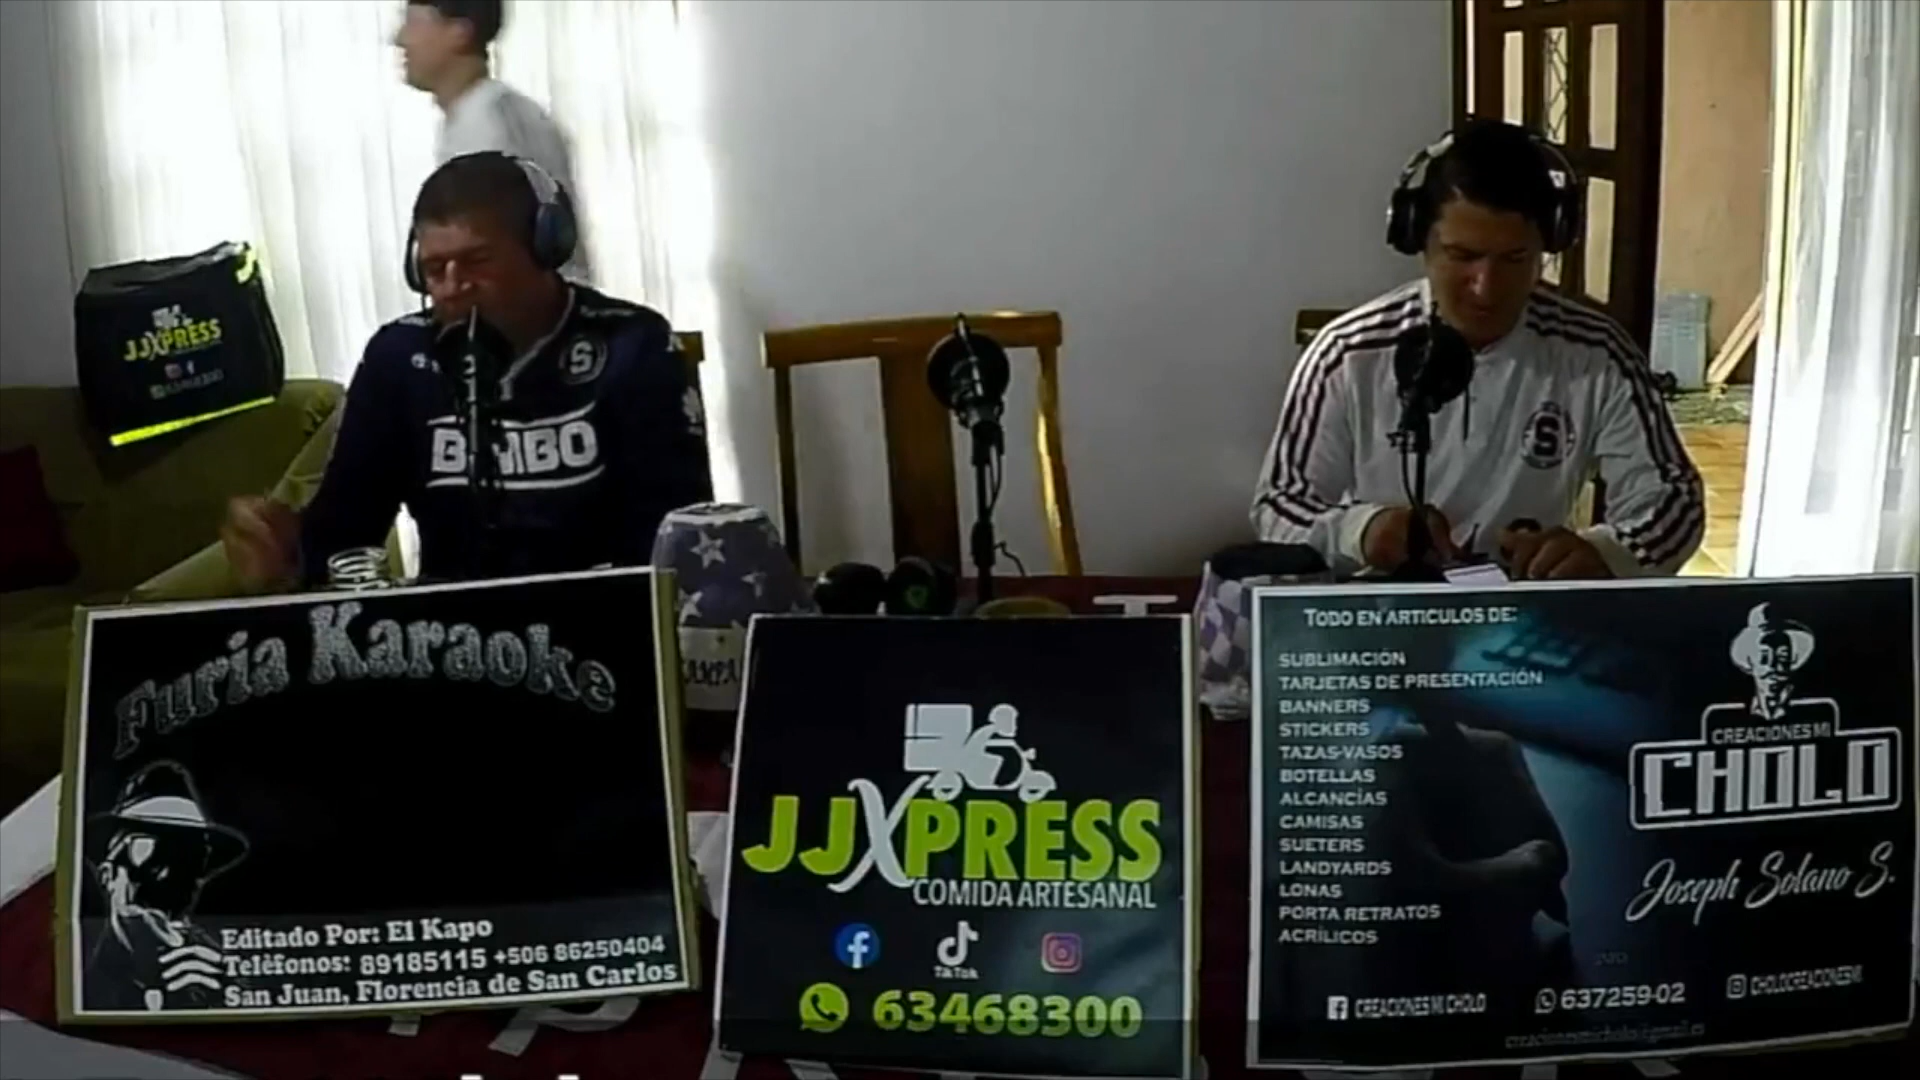 JJXPRESS
S
BIMBO
S
Furia Karaoke
Editado Por: El Kapo
Teléfonos: 89185115 +506 86250404
San Juan, Florencia de San Carlos
JJXPRESS
COMIDA ARTESANAL
TikTok
63468300
TODO EN ARTICULOS DE:
SUBLIMACIÓN
TARJETAS DE PRESENTACIÓN
BANNERS
STICKERS
TAZAS-VASOS
BOTELLAS
ALCANCÍAS
CAMISAS
SUETERS
LANDYARDS
LONAS
PORTA RETRATOS
ACRÍLICOS
CREACIONES MI
CHOLO
Joseph Solano S.
CREACIONES MI CHOLO
637259-02
CHOLOCREACIONESMI